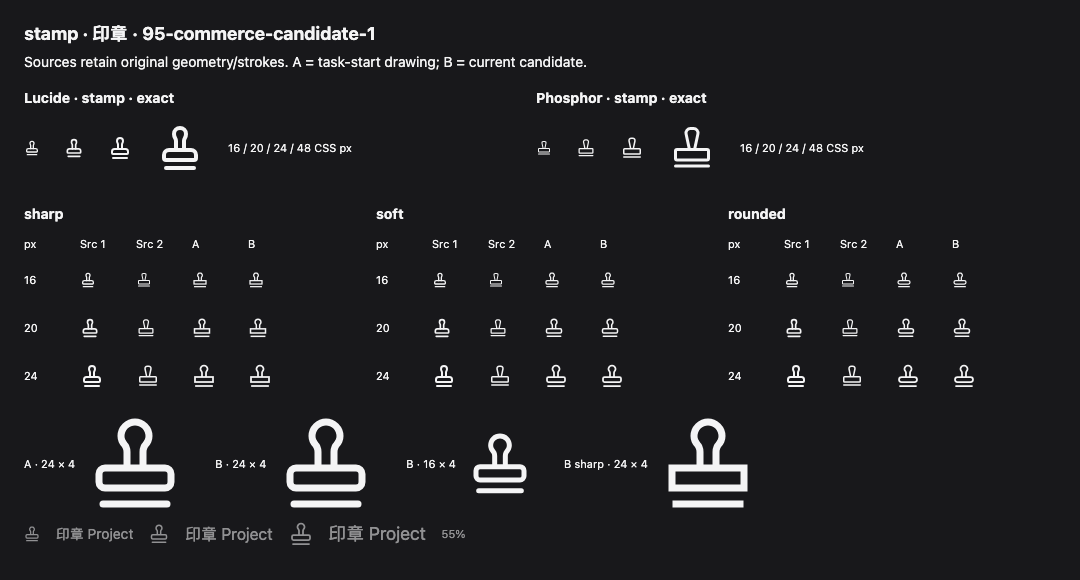 stamp · 印章 · 95-commerce-candidate-1
Sources retain original geometry/strokes. A = task-start drawing; B = current candidate.
Lucide · stamp · exact
Phosphor · stamp · exact
16 / 20 / 24 / 48 CSS px
16 / 20 / 24 / 48 CSS px
sharp
soft
rounded
px Src 1 Src 2 A B
px Src 1 Src 2 A B
px Src 1 Src 2 A B
16
16
16
20
20
20
24
24
24
A · 24 × 4
B · 24 × 4
B · 16 × 4
B sharp · 24 × 4
印章 Project
印章 Project
印章 Project
55%